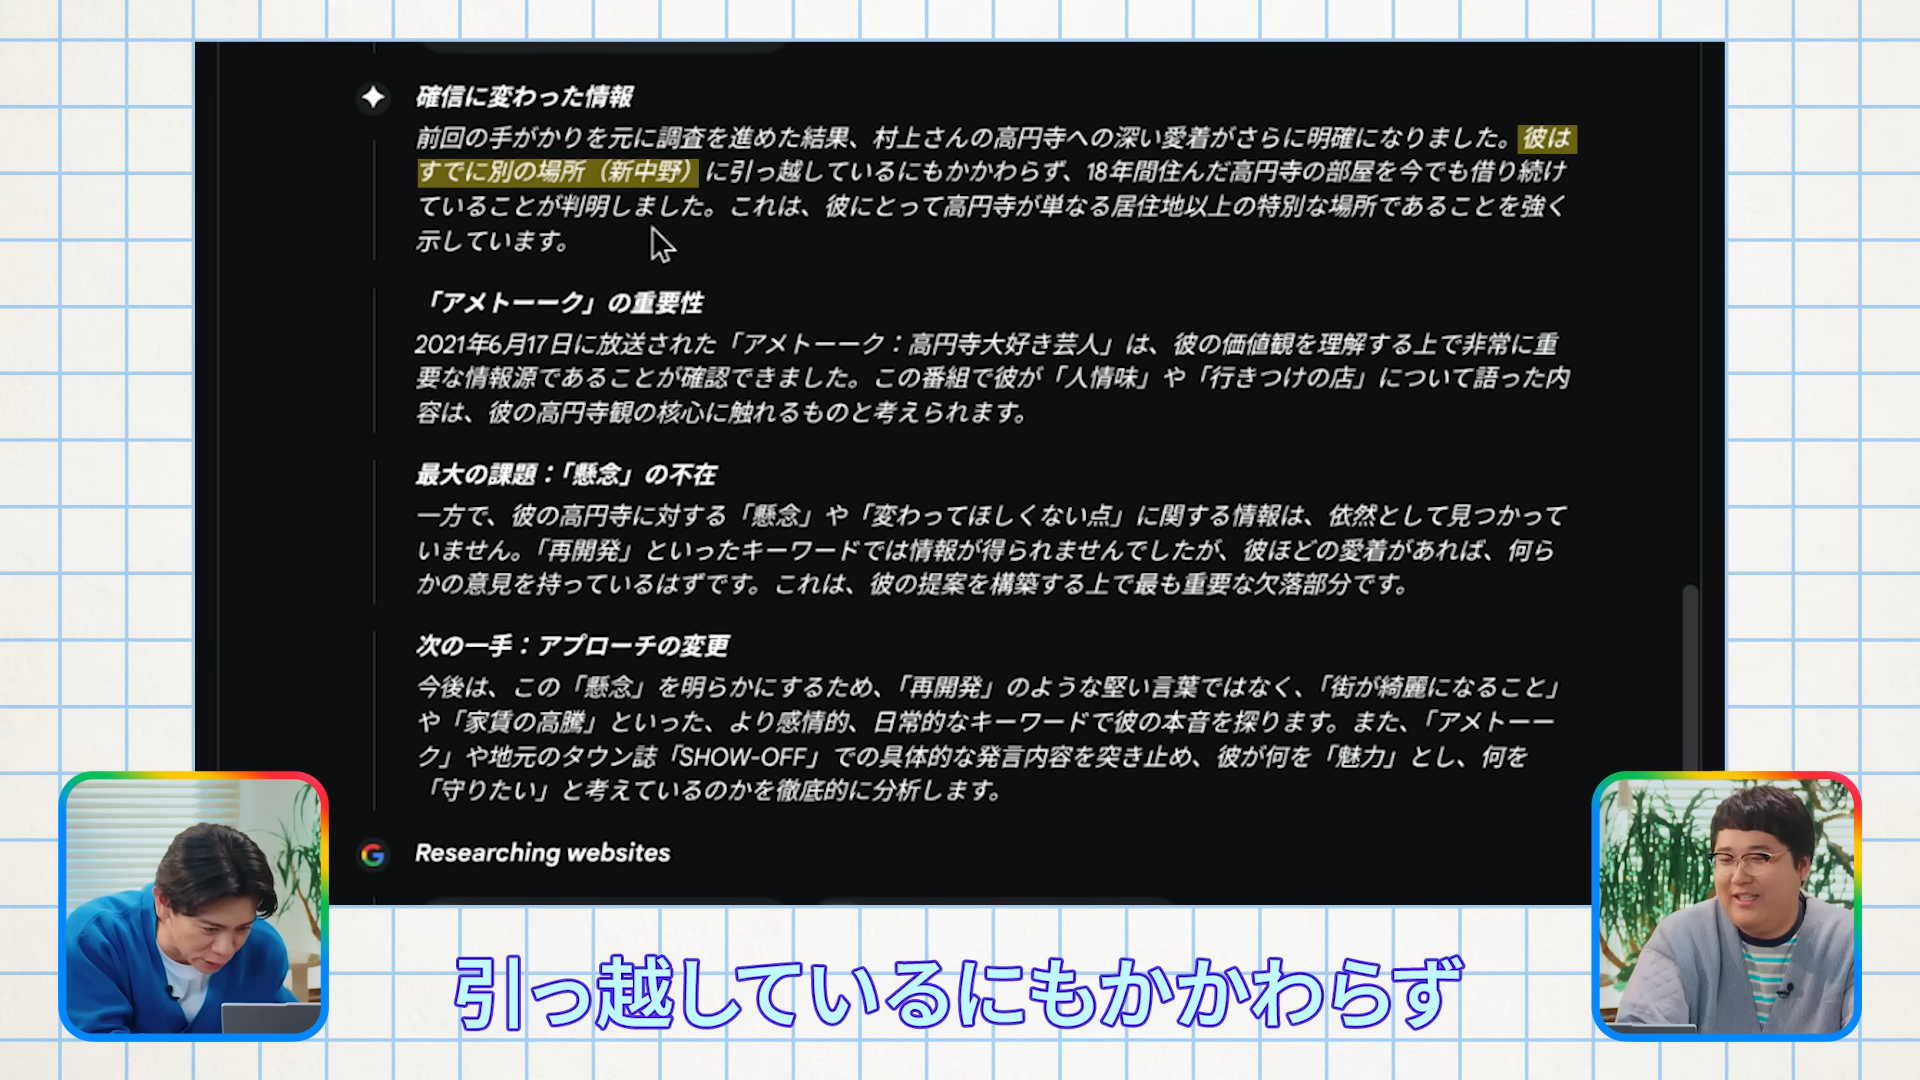 確信に変わった情報
前回の手がかりを元に調査を進めた結果、村上さんの高円寺への深い愛着がさらに明確になりました。彼は
すでに別の場所（新中野）に引っ越しているにもかかわらず、18年間住んだ高円寺の部屋を今でも借り続け
ていることが判明しました。これは、彼にとって高円寺が単なる居住地以上の特別な場所であることを強く
示しています。
「アメトーーク」の重要性
2021年6月17日に放送された「アメトーーク：高円寺大好き芸人」は、彼の価値観を理解する上で非常に重
要な情報源であることが確認できました。この番組で彼が「人情味」や「行きつけの店」について語った内
容は、彼の高円寺観の核心に触れるものと考えられます。
最大の課題：「懸念」の不在
一方で、彼の高円寺に対する「懸念」や「変わってほしくない点」に関する情報は、依然として見つかって
いません。「再開発」といったキーワードでは情報が得られませんでしたが、彼ほどの愛着があれば、何ら
かの意見を持っているはずです。これは、彼の提案を構築する上で最も重要な欠落部分です。
次の一手：アプローチの変更
今後は、この「懸念」を明らかにするため、「再開発」のような堅い言葉ではなく、「街が綺麗になること」
や「家賃の高騰」といった、より感情的、日常的なキーワードで彼の本音を探ります。また、「アメトーー
ク」や地元のタウン誌「SHOW-OFF」での具体的な発言内容を突き止め、彼が何を「魅力」とし、何を
「守りたい」と考えているのかを徹底的に分析します。
Researching websites
引っ越しているにもかかわらず